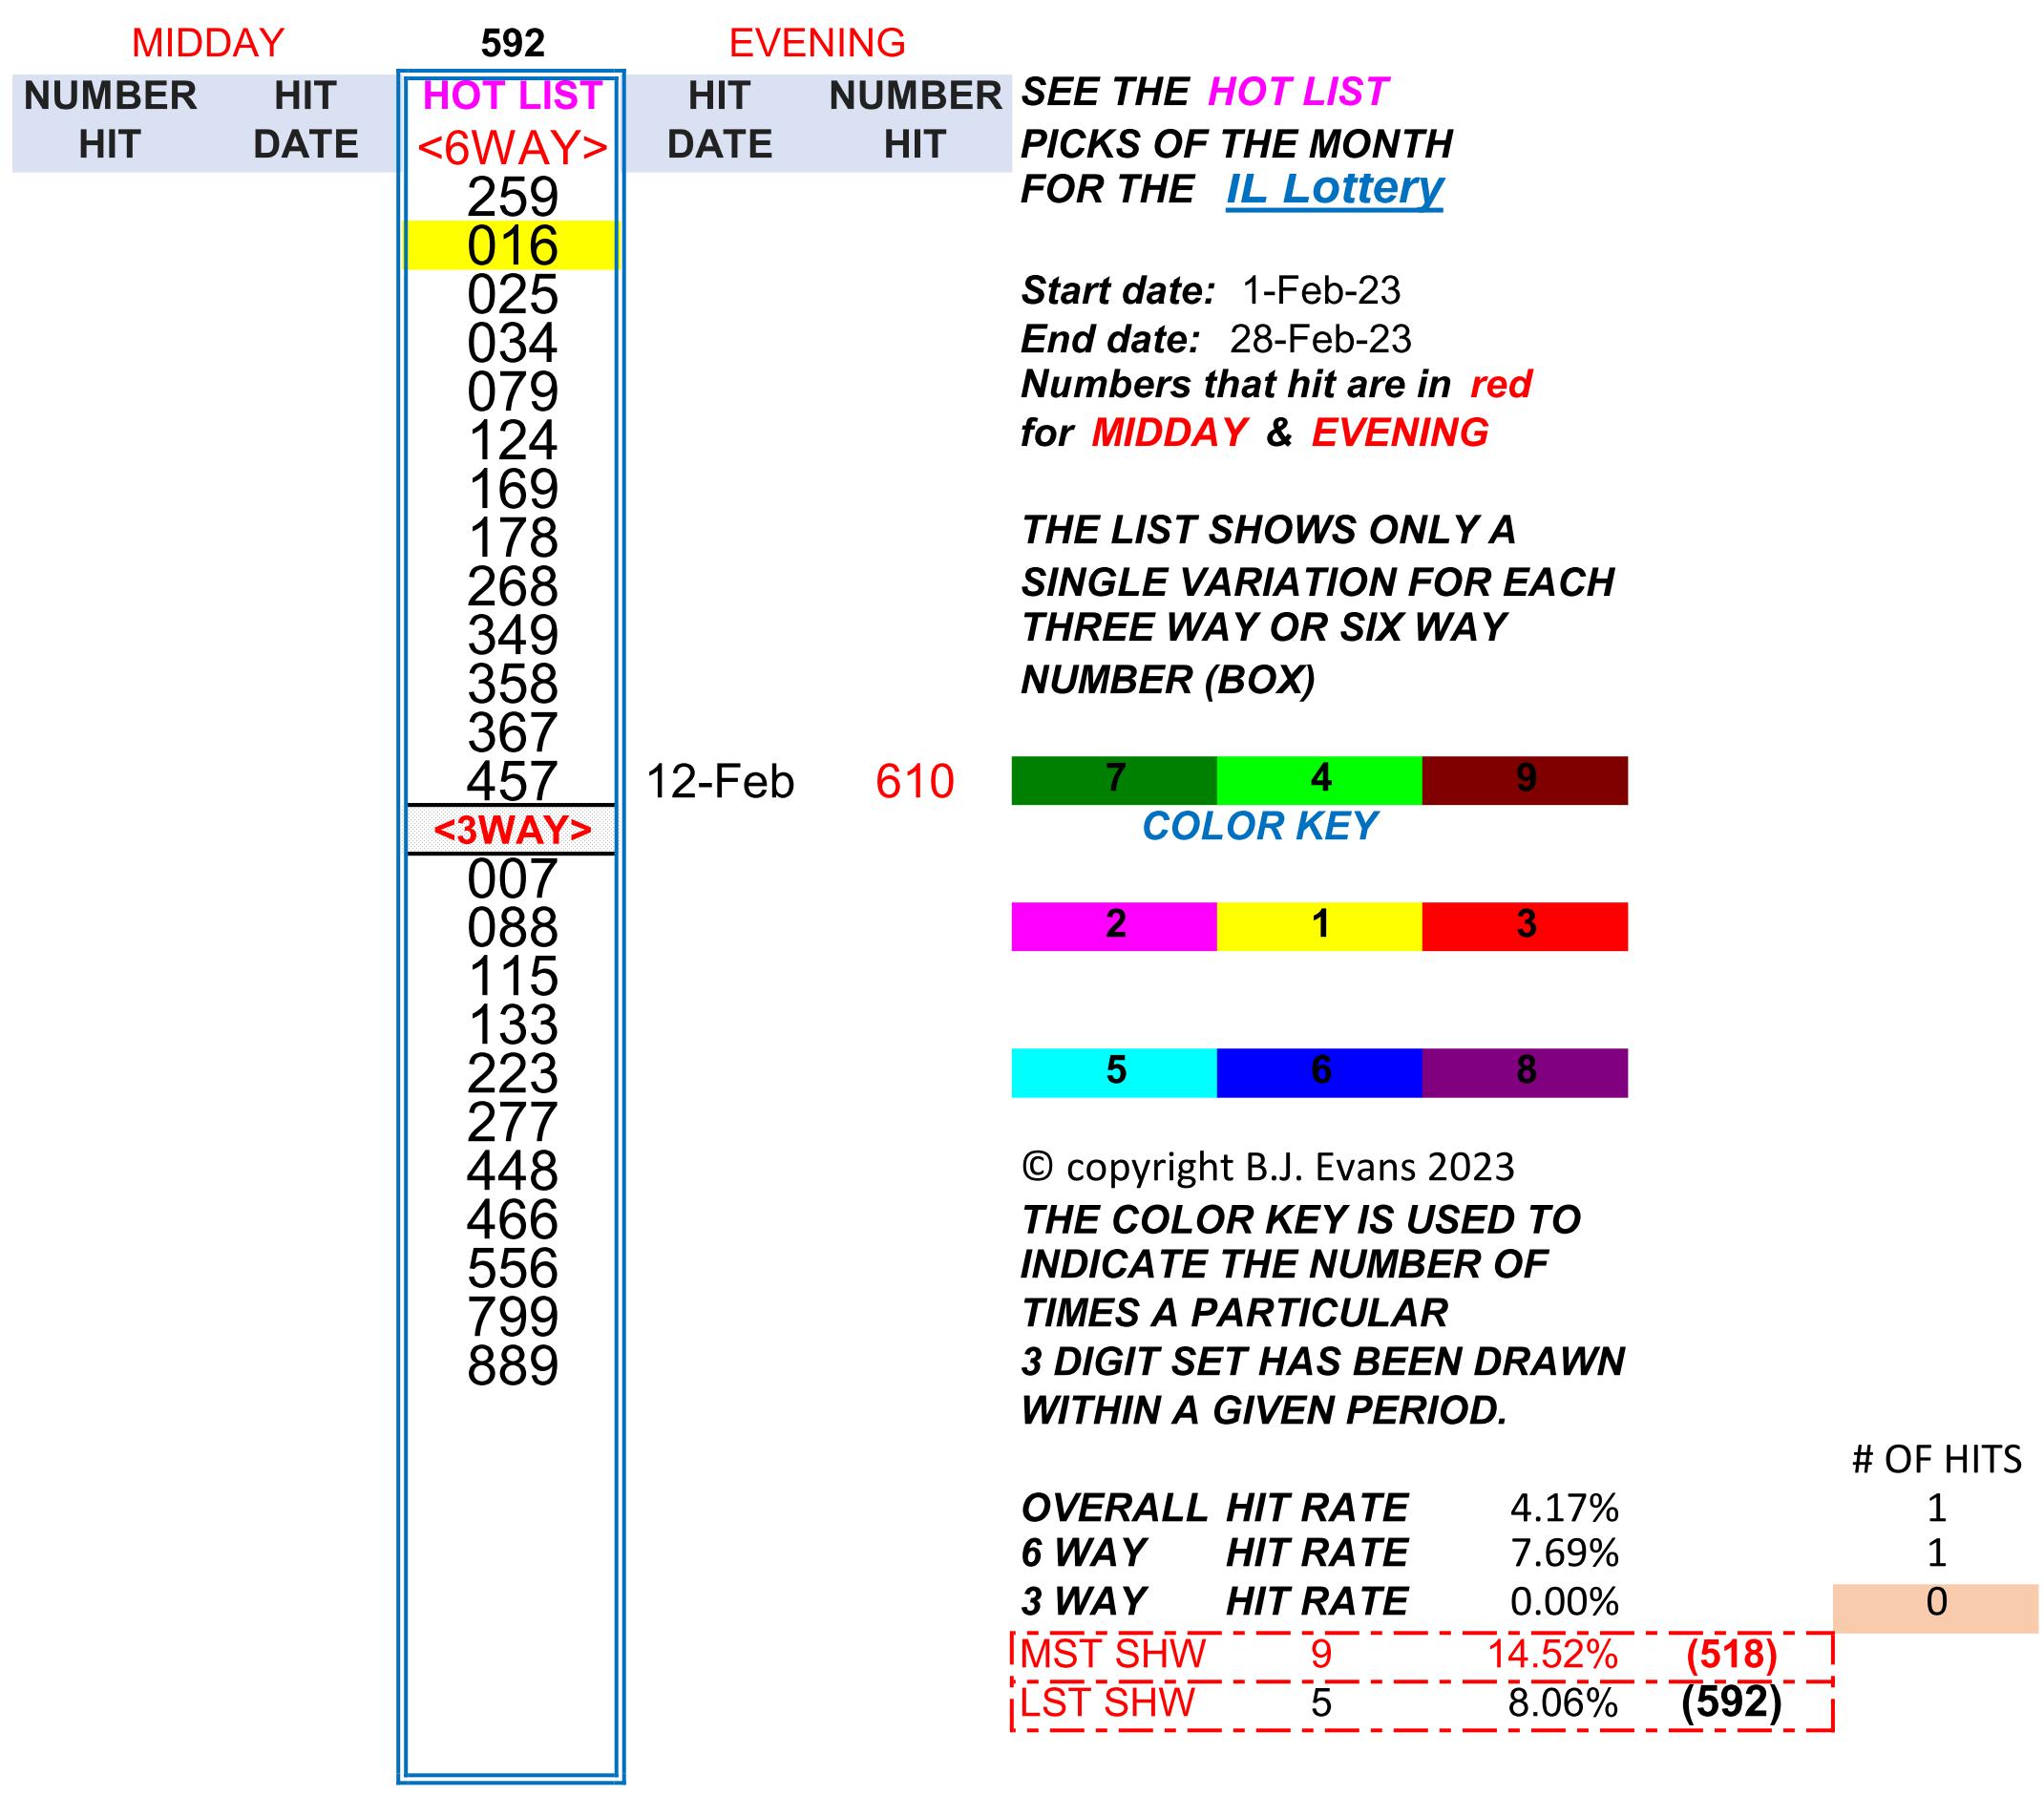 MIDDAY 592 EVENING
NUMBER HIT HOT LIST HIT NUMBER
HIT DATE <6WAY> DATE HIT
259
016
025
034
079
124
169
178
268
349
358
367
457 12-Feb 610
<3WAY>
007
088
115
133
223
277
448
466
556
799
889
SEE THE HOT LIST
PICKS OF THE MONTH
FOR THE IL Lottery
Start date: 1-Feb-23
End date: 28-Feb-23
Numbers that hit are in red
for MIDDAY & EVENING
THE LIST SHOWS ONLY A
SINGLE VARIATION FOR EACH
THREE WAY OR SIX WAY
NUMBER (BOX)
7 4 9
COLOR KEY
2 1 3
5 6 8
© copyright B.J. Evans 2023
THE COLOR KEY IS USED TO
INDICATE THE NUMBER OF
TIMES A PARTICULAR
3 DIGIT SET HAS BEEN DRAWN
WITHIN A GIVEN PERIOD.
# OF HITS
OVERALL HIT RATE 4.17% 1
6 WAY HIT RATE 7.69% 1
3 WAY HIT RATE 0.00% 0
MST SHW 9 14.52% (518)
LST SHW 5 8.06% (592)